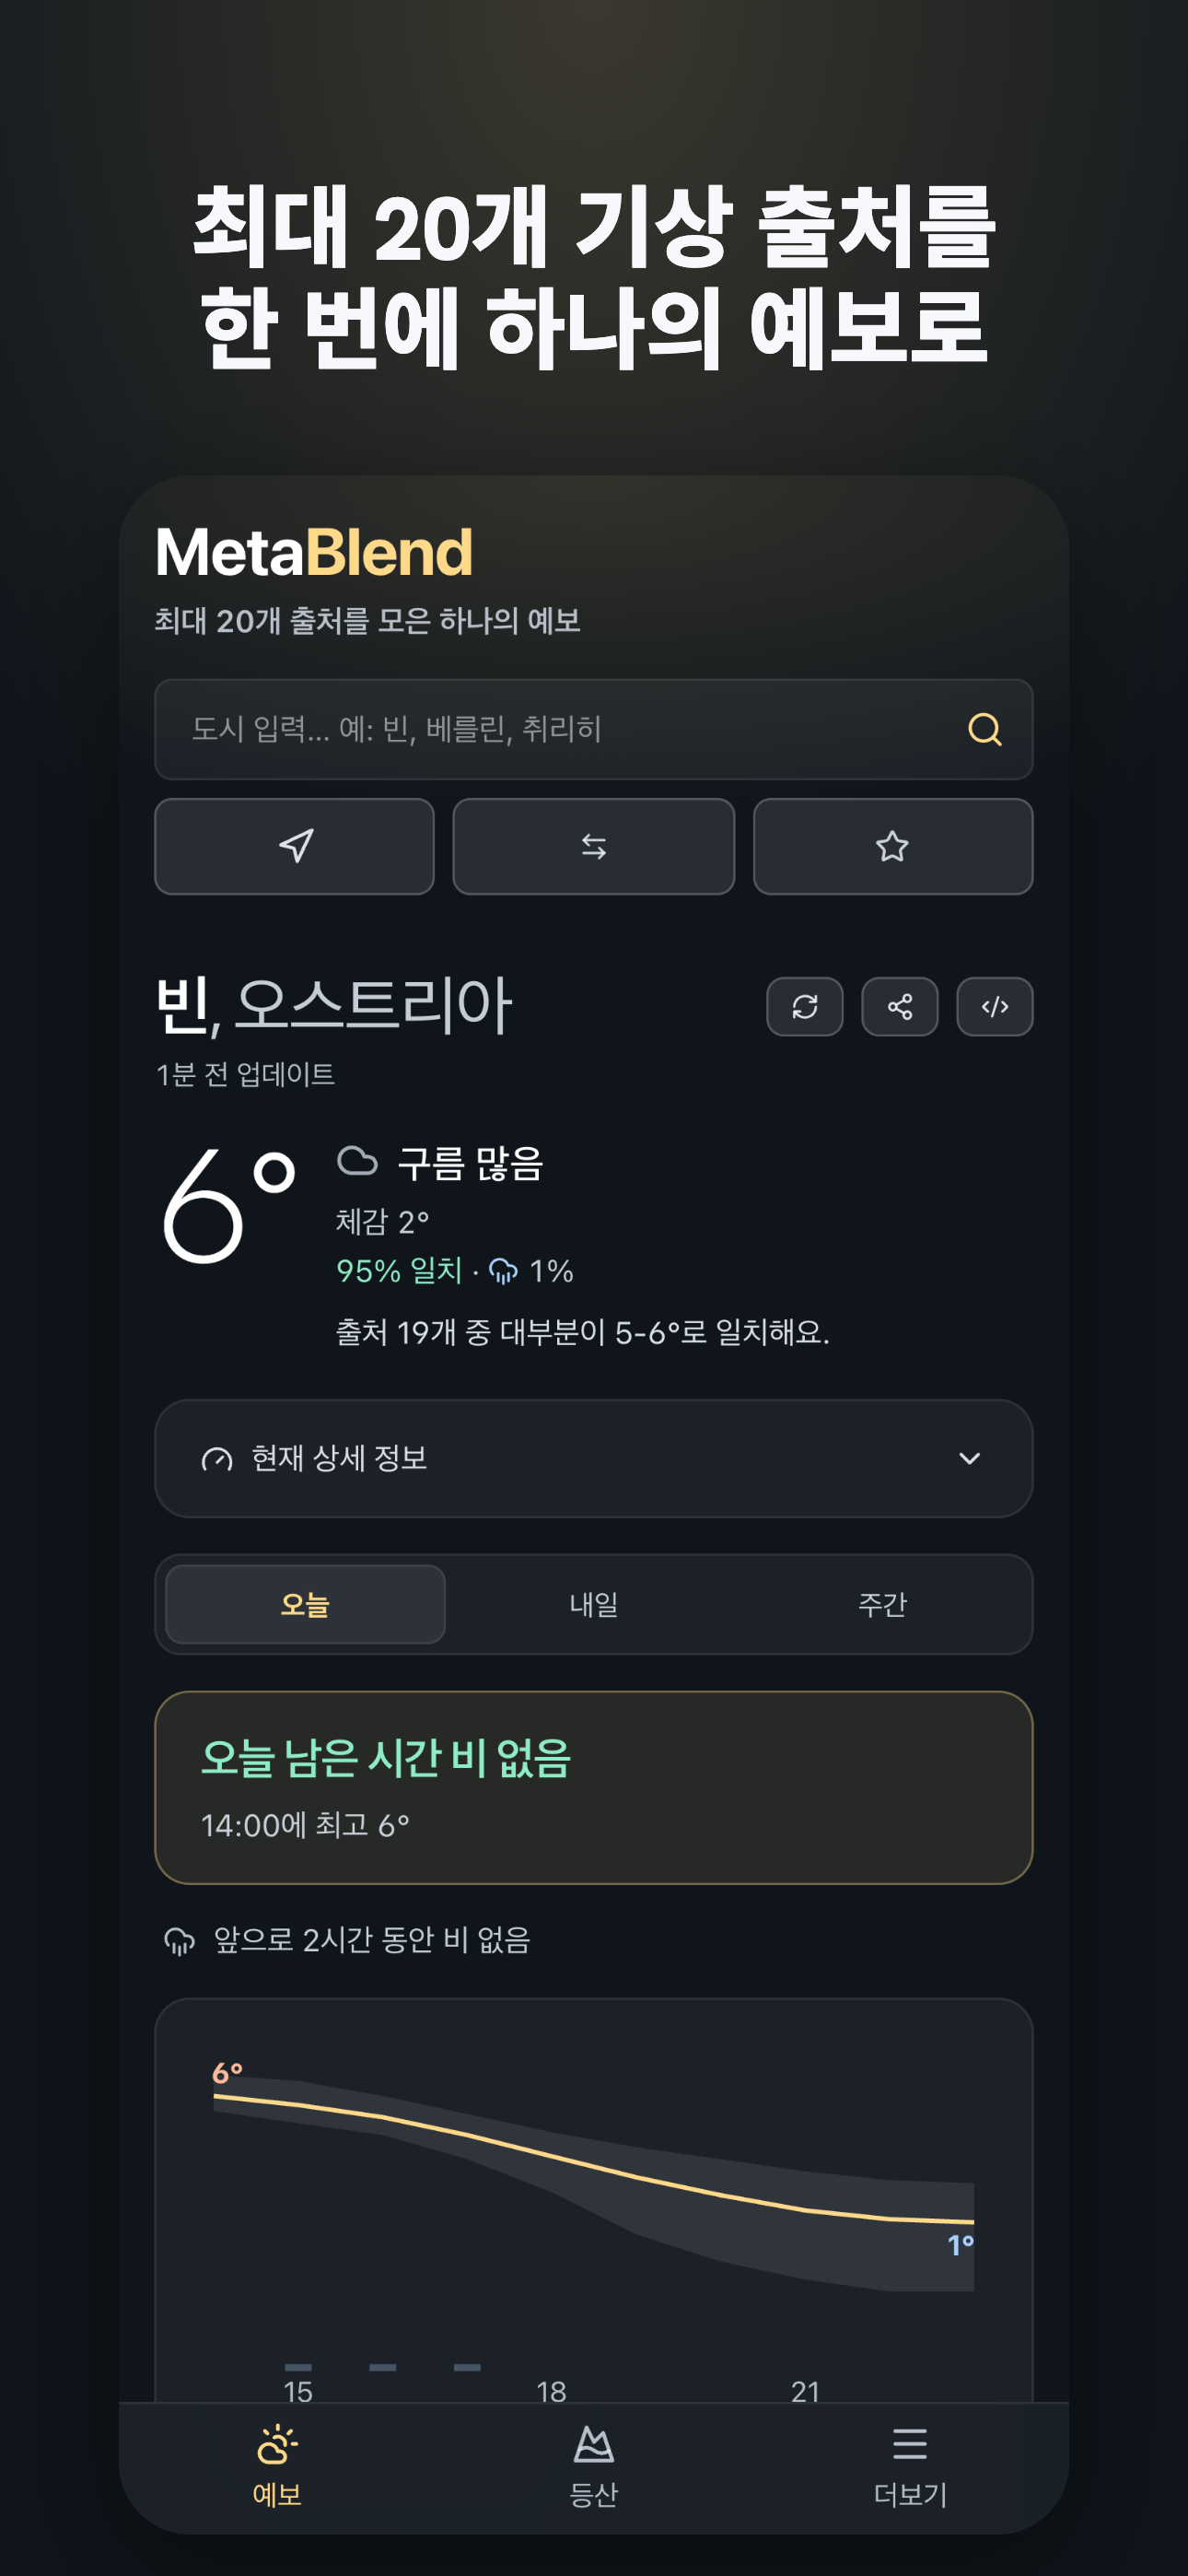 최대 20개 기상 출처를
한 번에 하나의 예보로
MetaBlend
최대 20개 출처를 모은 하나의 예보
도시 입력... 예: 빈, 베를린, 취리히
빈, 오스트리아
1분 전 업데이트
6°
구름 많음
체감 2°
95% 일치 · 1%
출처 19개 중 대부분이 5-6°로 일치해요.
현재 상세 정보
오늘 내일 주간
오늘 남은 시간 비 없음
14:00에 최고 6°
앞으로 2시간 동안 비 없음
6°
1°
15 18 21
예보 등산 더보기